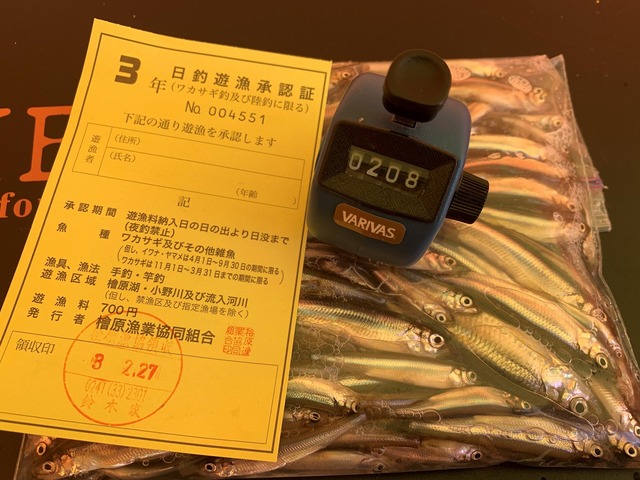 3年
日釣遊漁承認証
(ワカサギ釣及び陸釣に限る)
No 004551
下記の通り遊漁を承認します
遊漁者
(住所)
(氏名)
(年齢 )
記
承認期間 遊漁料納入日の日の出より日没まで
(夜釣禁止)
魚種 ワカサギ及びその他雑魚
(但し、イワナ・ヤマメは4月1日~9月30日の期間に限る
ワカサギは11月1日~3月31日までの期間に限る)
漁具、漁法 手釣・竿釣
遊漁区域 檜原湖・小野川及び流入河川
(但し、禁漁区及び指定漁場を除く)
遊漁料 700円
発行者 檜原漁業協同組合
領収印
3 2.27
0241(33)2301
0208
VARIVAS
fo